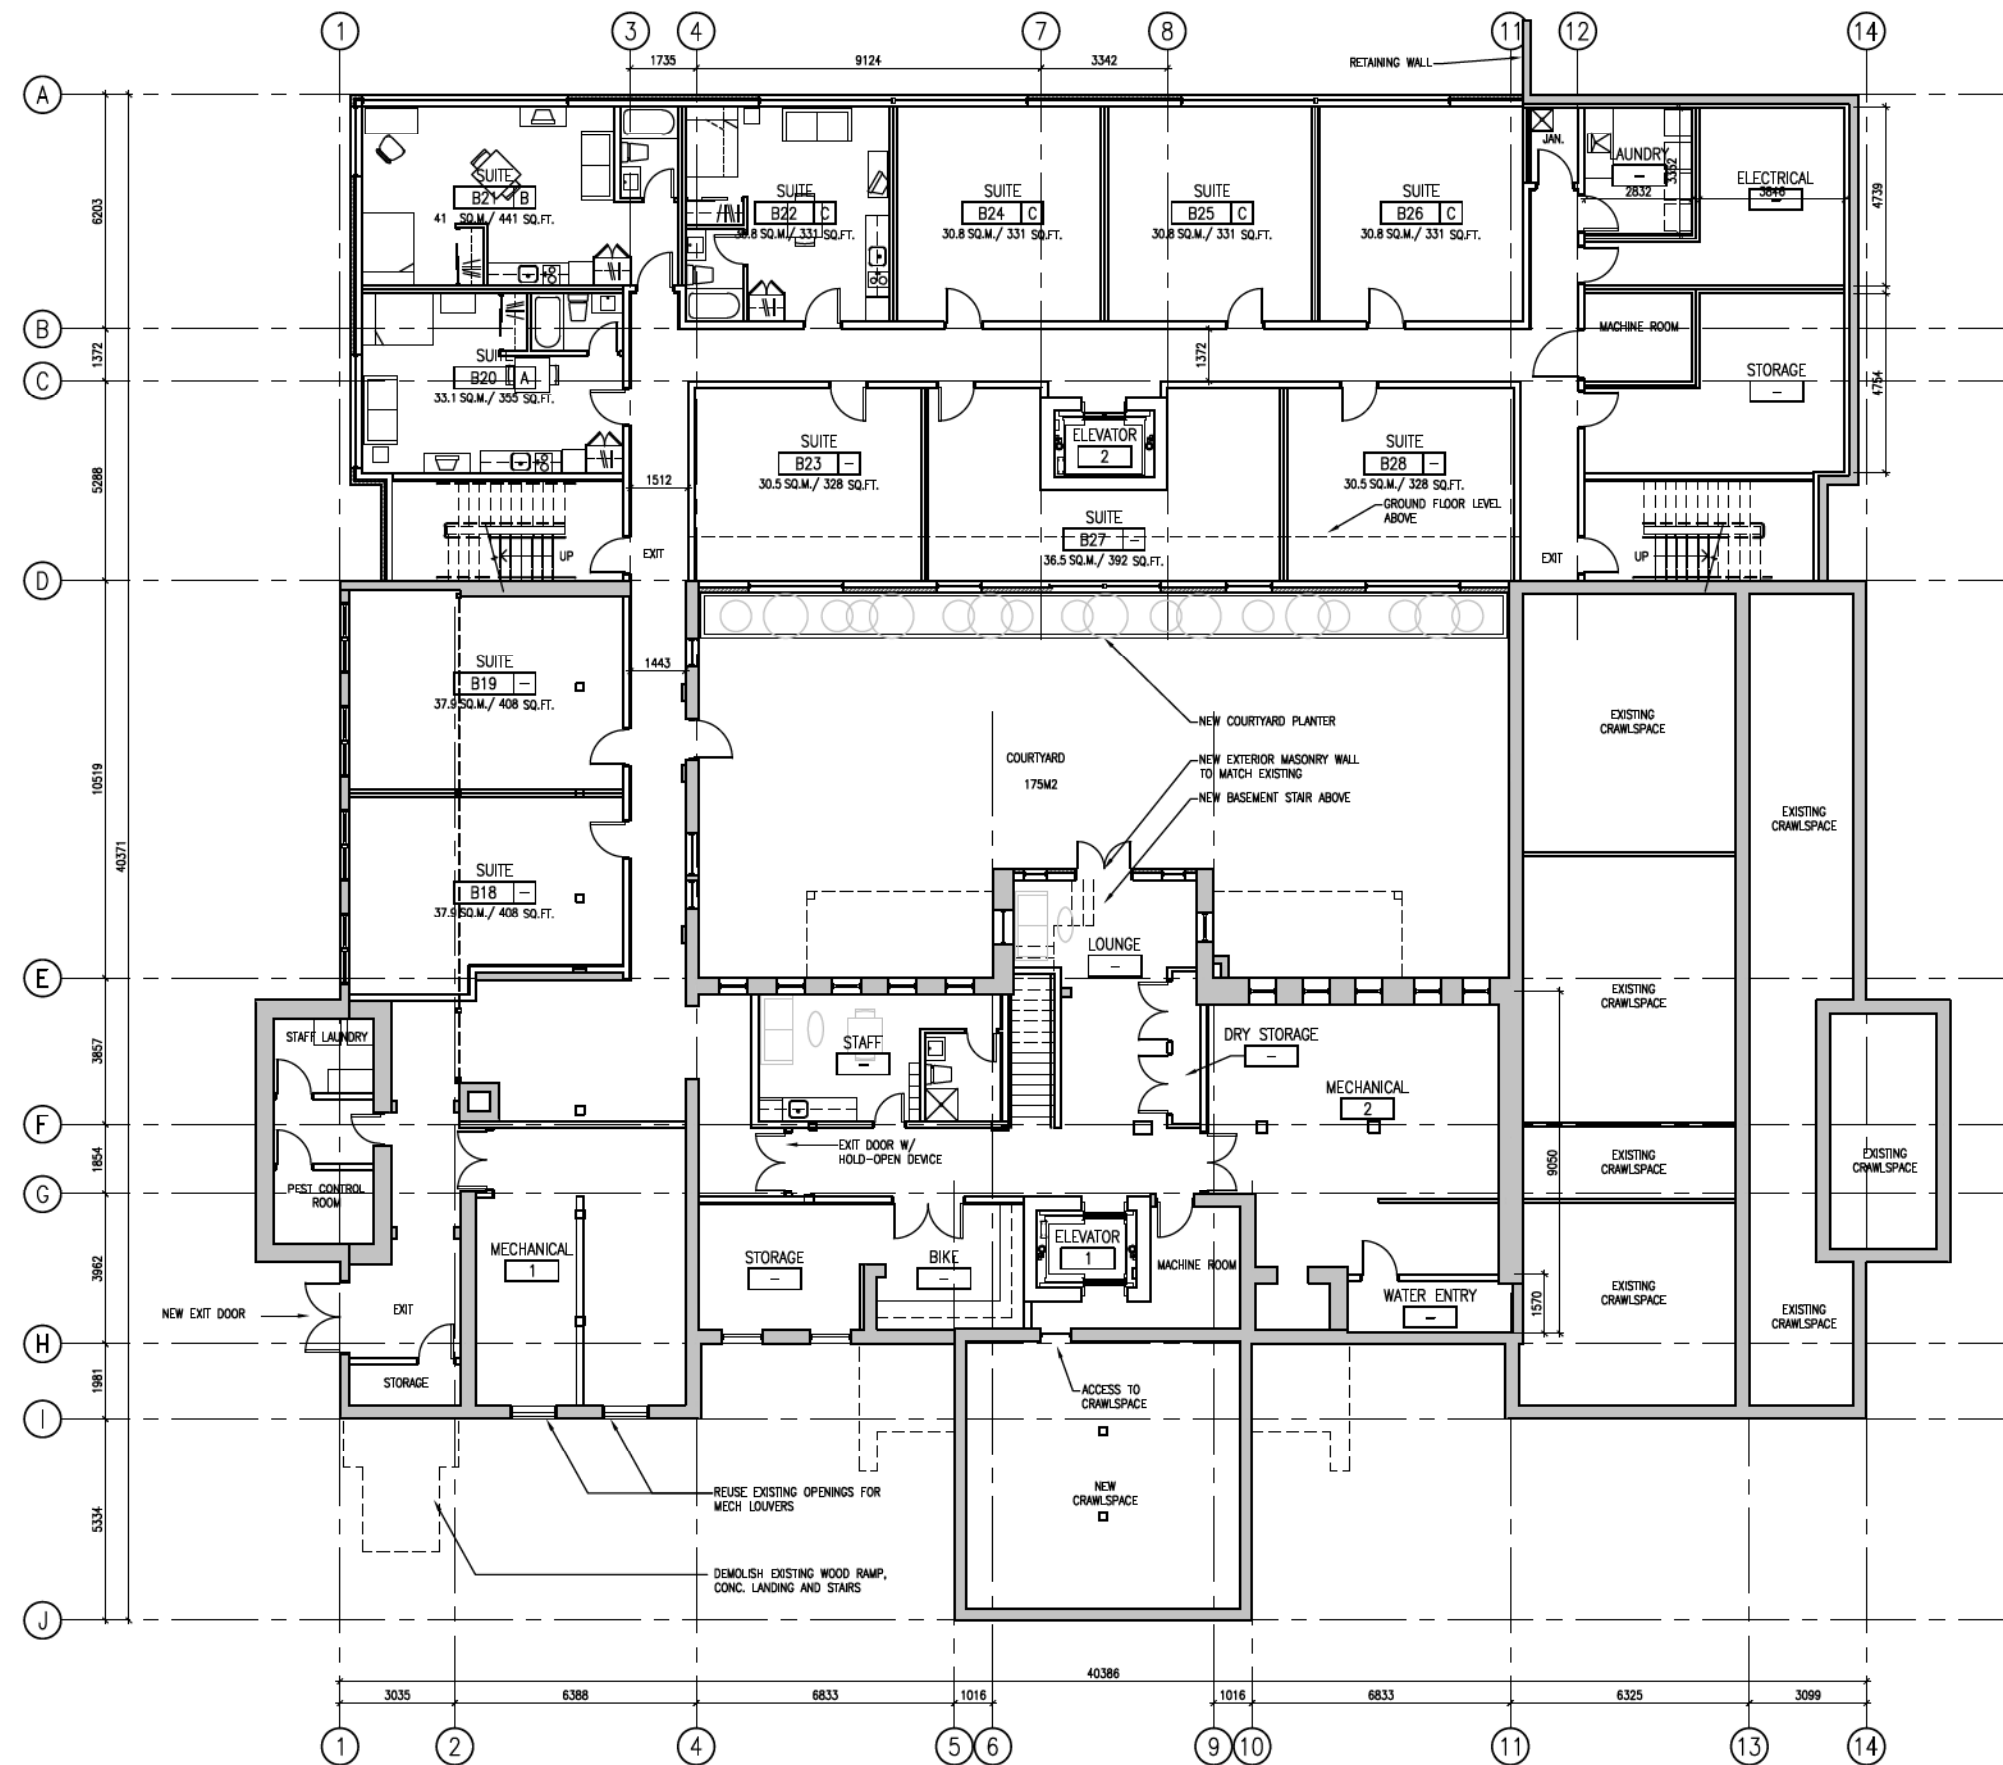 1
3
4
7
8
11
12
14
1735
9124
3342
RETAINING WALL
A
B
C
D
E
F
G
H
I
J
6203
1372
5288
10519
40371
3857
1854
3962
1981
5334
SUITE
B21 B
41 SQ.M./ 441 SQ.FT.
SUITE
B22 C
30.8 SQ.M./ 331 SQ.FT.
SUITE
B24 C
30.8 SQ.M./ 331 SQ.FT.
SUITE
B25 C
30.8 SQ.M./ 331 SQ.FT.
SUITE
B26 C
30.8 SQ.M./ 331 SQ.FT.
JAN.
LAUNDRY
–
3352
2832
ELECTRICAL
–
3848
4739
SUITE
B20 A
33.1 SQ.M./ 355 SQ.FT.
1372
MACHINE ROOM
STORAGE
–
4754
SUITE
B23 –
30.5 SQ.M./ 328 SQ.FT.
ELEVATOR
2
SUITE
B28 –
30.5 SQ.M./ 328 SQ.FT.
GROUND FLOOR LEVEL
ABOVE
SUITE
B27 –
36.5 SQ.M./ 392 SQ.FT.
1512
UP
EXIT
EXIT
UP
SUITE
B19 –
37.9 SQ.M./ 408 SQ.FT.
1443
NEW COURTYARD PLANTER
COURTYARD
175M2
NEW EXTERIOR MASONRY WALL
TO MATCH EXISTING
NEW BASEMENT STAIR ABOVE
EXISTING
CRAWLSPACE
EXISTING
CRAWLSPACE
SUITE
B18 –
37.9 SQ.M./ 408 SQ.FT.
LOUNGE
–
EXISTING
CRAWLSPACE
STAFF LAUNDRY
STAFF
–
DRY STORAGE
–
MECHANICAL
2
EXIT DOOR W/
HOLD-OPEN DEVICE
9050
EXISTING
CRAWLSPACE
EXISTING
CRAWLSPACE
PEST CONTROL
ROOM
MECHANICAL
1
STORAGE
–
BIKE
–
ELEVATOR
1
MACHINE ROOM
WATER ENTRY
–
1570
EXISTING
CRAWLSPACE
EXISTING
CRAWLSPACE
NEW EXIT DOOR
EXIT
STORAGE
ACCESS TO
CRAWLSPACE
REUSE EXISTING OPENINGS FOR
MECH LOUVERS
NEW
CRAWLSPACE
DEMOLISH EXISTING WOOD RAMP,
CONC. LANDING AND STAIRS
40386
3035
6388
6833
1016
1016
6833
6325
3099
1
2
4
5
6
9
10
11
13
14